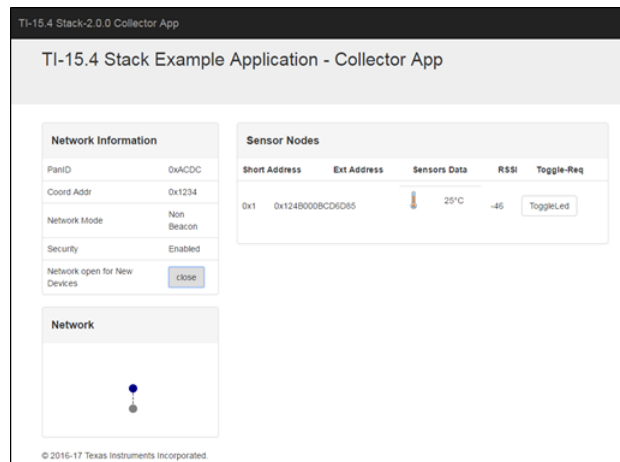 TI-15.4 Stack-2.0.0 Collector App
TI-15.4 Stack Example Application - Collector App
Network Information
PanID 0xACDC
Coord Addr 0x1234
Network Mode Non
Beacon
Security Enabled
Network open for New
Devices close
Sensor Nodes
Short Address Ext Address Sensors Data RSSI Toggle-Req
0x1 0x124B000BCD6D85 25°C -46 ToggleLed
Network
© 2016-17 Texas Instruments Incorporated.